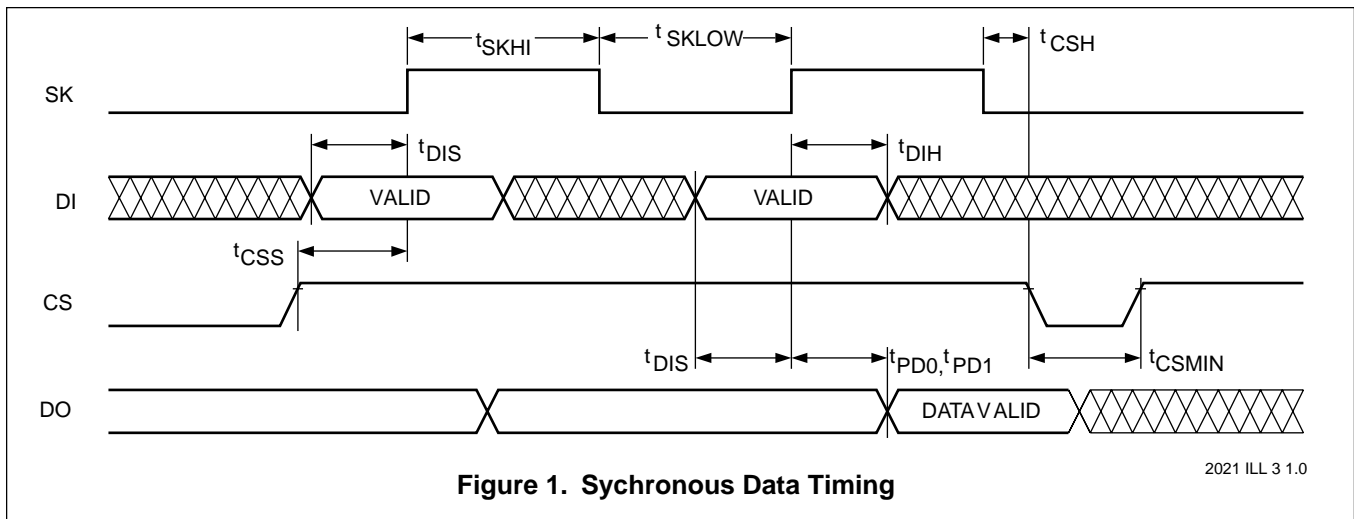 tSKHI
tSKLOW
tCSH
SK
tDIS
tDIH
DI
VALID
VALID
tCSS
CS
tDIS
tPD0,tPD1
tCSMIN
DO
DATA VALID
2021 ILL 3 1.0
Figure 1. Sychronous Data Timing